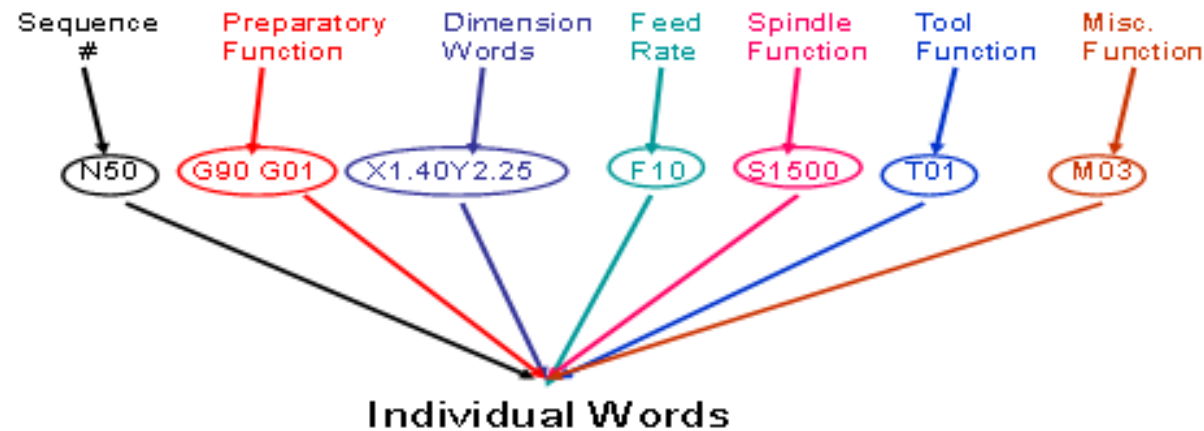 Sequence #
Preparatory Function
Dimension Words
Feed Rate
Spindle Function
Tool Function
Misc. Function
N50 G90 G01 X1.40Y2.25 F10 S1500 T01 M03
Individual Words